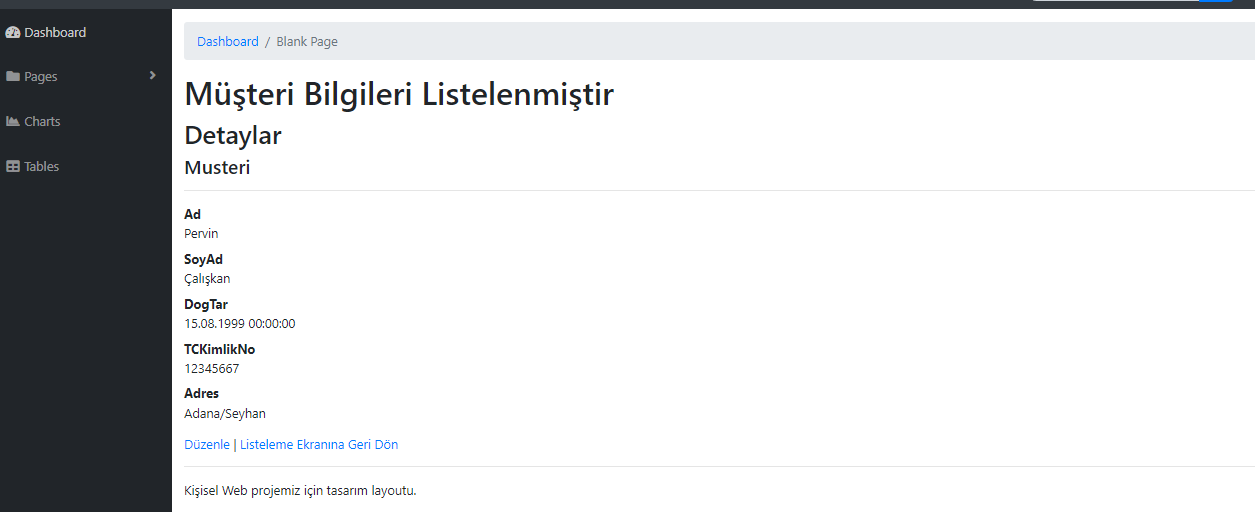 Dashboard
Pages
Charts
Tables
Dashboard / Blank Page
Müşteri Bilgileri Listelenmiştir
Detaylar
Musteri
Ad
Pervin
SoyAd
Çalışkan
DogTar
15.08.1999 00:00:00
TCKimlikNo
12345667
Adres
Adana/Seyhan
Düzenle | Listeleme Ekranına Geri Dön
Kişisel Web projemiz için tasarım layoutu.